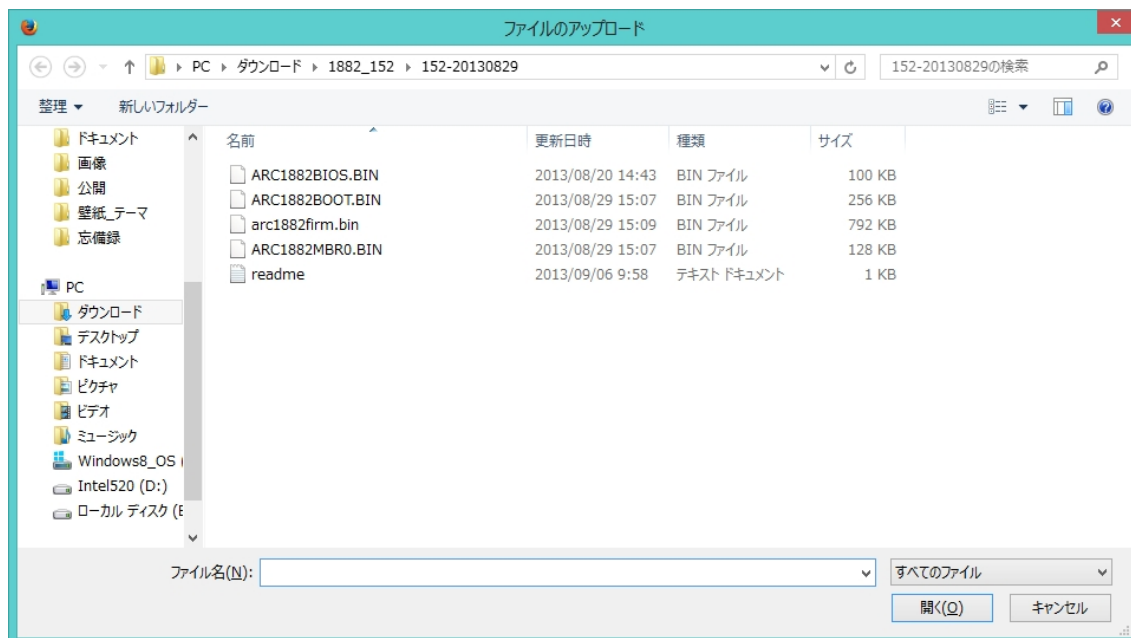 ファイルのアップロード
PC ダウンロード 1882_152 152-20130829
152-20130829の検索
整理 新しいフォルダー
ドキュメント
画像
公開
壁紙_テーマ
忘備録
PC
ダウンロード
デスクトップ
ドキュメント
ピクチャ
ビデオ
ミュージック
Windows8_OS (
Intel520 (D:)
ローカル ディスク (E
名前 更新日時 種類 サイズ
ARC1882BIOS.BIN 2013/08/20 14:43 BIN ファイル 100 KB
ARC1882BOOT.BIN 2013/08/29 15:07 BIN ファイル 256 KB
arc1882firm.bin 2013/08/29 15:09 BIN ファイル 792 KB
ARC1882MBR0.BIN 2013/08/29 15:07 BIN ファイル 128 KB
readme 2013/09/06 9:58 テキスト ドキュメント 1 KB
ファイル名(N): すべてのファイル
開く(O) キャンセル